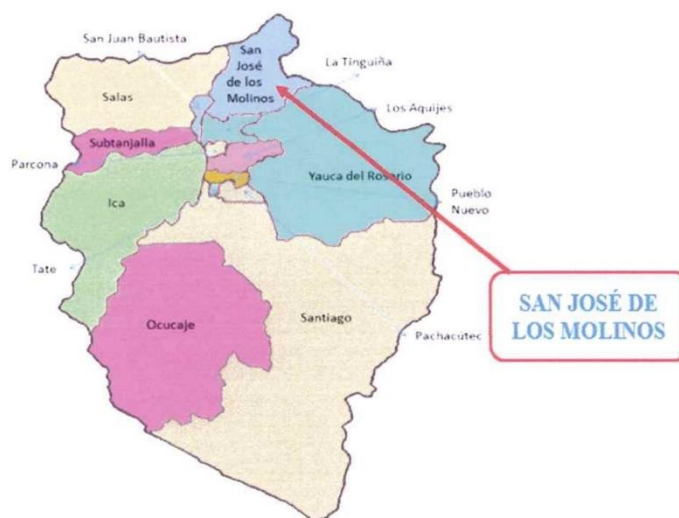 San Juan Bautista
San
José
de los
Molinos
La Tinguiña
Salas
Los Aquijes
Subtanjalla
Parcona
Yauca del Rosario
Ica
Pueblo
Nuevo
Tate
SAN JOSÉ DE
LOS MOLINOS
Ocucaje
Santiago
Pachacútec